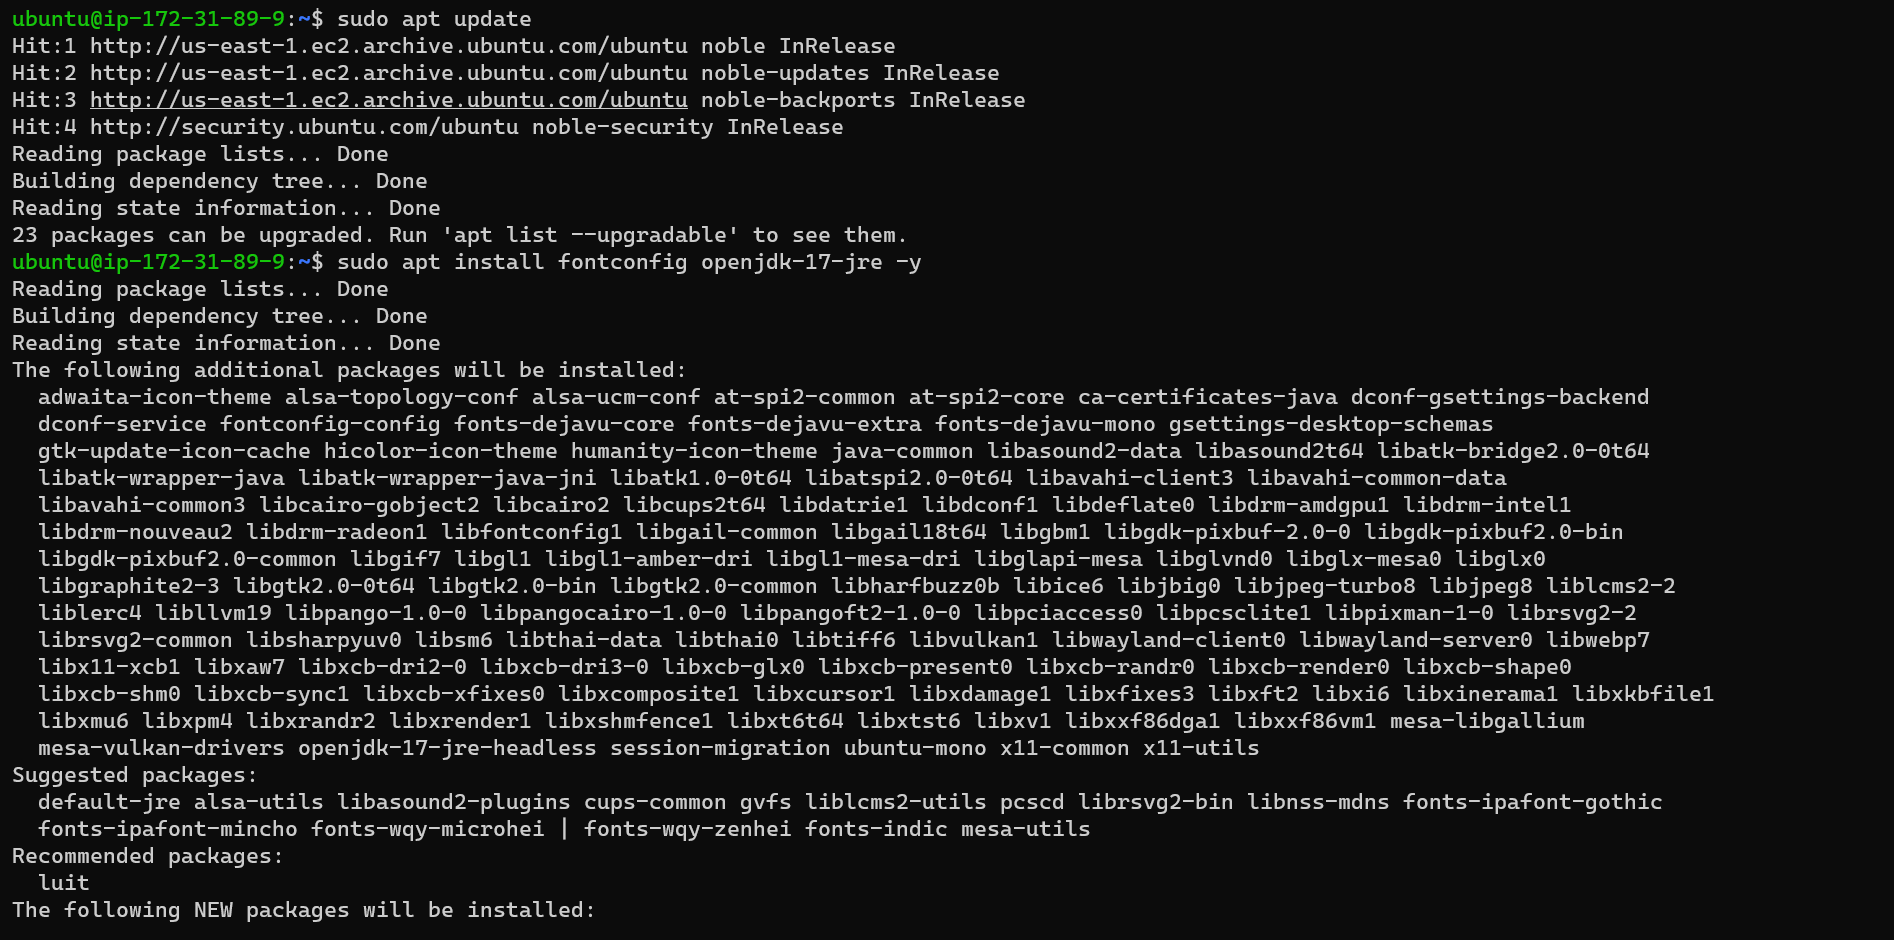 ubuntu@ip-172-31-89-9:~$ sudo apt update
Hit:1 http://us-east-1.ec2.archive.ubuntu.com/ubuntu noble InRelease
Hit:2 http://us-east-1.ec2.archive.ubuntu.com/ubuntu noble-updates InRelease
Hit:3 http://us-east-1.ec2.archive.ubuntu.com/ubuntu noble-backports InRelease
Hit:4 http://security.ubuntu.com/ubuntu noble-security InRelease
Reading package lists... Done
Building dependency tree... Done
Reading state information... Done
23 packages can be upgraded. Run 'apt list --upgradable' to see them.
ubuntu@ip-172-31-89-9:~$ sudo apt install fontconfig openjdk-17-jre -y
Reading package lists... Done
Building dependency tree... Done
Reading state information... Done
The following additional packages will be installed:
  adwaita-icon-theme alsa-topology-conf alsa-ucm-conf at-spi2-common at-spi2-core ca-certificates-java dconf-gsettings-backend
  dconf-service fontconfig-config fonts-dejavu-core fonts-dejavu-extra fonts-dejavu-mono gsettings-desktop-schemas
  gtk-update-icon-cache hicolor-icon-theme humanity-icon-theme java-common libasound2-data libasound2t64 libatk-bridge2.0-0t64
  libatk-wrapper-java libatk-wrapper-java-jni libatk1.0-0t64 libatspi2.0-0t64 libavahi-client3 libavahi-common-data
  libavahi-common3 libcairo-gobject2 libcairo2 libcups2t64 libdatrie1 libdconf1 libdeflate0 libdrm-amdgpu1 libdrm-intel1
  libdrm-nouveau2 libdrm-radeon1 libfontconfig1 libgail-common libgail18t64 libgbm1 libgdk-pixbuf-2.0-0 libgdk-pixbuf2.0-bin
  libgdk-pixbuf2.0-common libgif7 libgl1 libgl1-amber-dri libgl1-mesa-dri libglapi-mesa libglvnd0 libglx-mesa0 libglx0
  libgraphite2-3 libgtk2.0-0t64 libgtk2.0-bin libgtk2.0-common libharfbuzz0b libice6 libjbig0 libjpeg-turbo8 libjpeg8 liblcms2-2
  liblerc4 libllvm19 libpango-1.0-0 libpangocairo-1.0-0 libpangoft2-1.0-0 libpciaccess0 libpcsclite1 libpixman-1-0 librsvg2-2
  librsvg2-common libsharpyuv0 libsm6 libthai-data libthai0 libtiff6 libvulkan1 libwayland-client0 libwayland-server0 libwebp7
  libx11-xcb1 libxaw7 libxcb-dri2-0 libxcb-dri3-0 libxcb-glx0 libxcb-present0 libxcb-randr0 libxcb-render0 libxcb-shape0
  libxcb-shm0 libxcb-sync1 libxcb-xfixes0 libxcomposite1 libxcursor1 libxdamage1 libxfixes3 libxft2 libxi6 libxinerama1 libxkbfile1
  libxmu6 libxpm4 libxrandr2 libxrender1 libxshmfence1 libxt6t64 libxtst6 libxv1 libxxf86dga1 libxxf86vm1 mesa-libgallium
  mesa-vulkan-drivers openjdk-17-jre-headless session-migration ubuntu-mono x11-common x11-utils
Suggested packages:
  default-jre alsa-utils libasound2-plugins cups-common gvfs liblcms2-utils pcscd librsvg2-bin libnss-mdns fonts-ipafont-gothic
  fonts-ipafont-mincho fonts-wqy-microhei | fonts-wqy-zenhei fonts-indic mesa-utils
Recommended packages:
  luit
The following NEW packages will be installed: